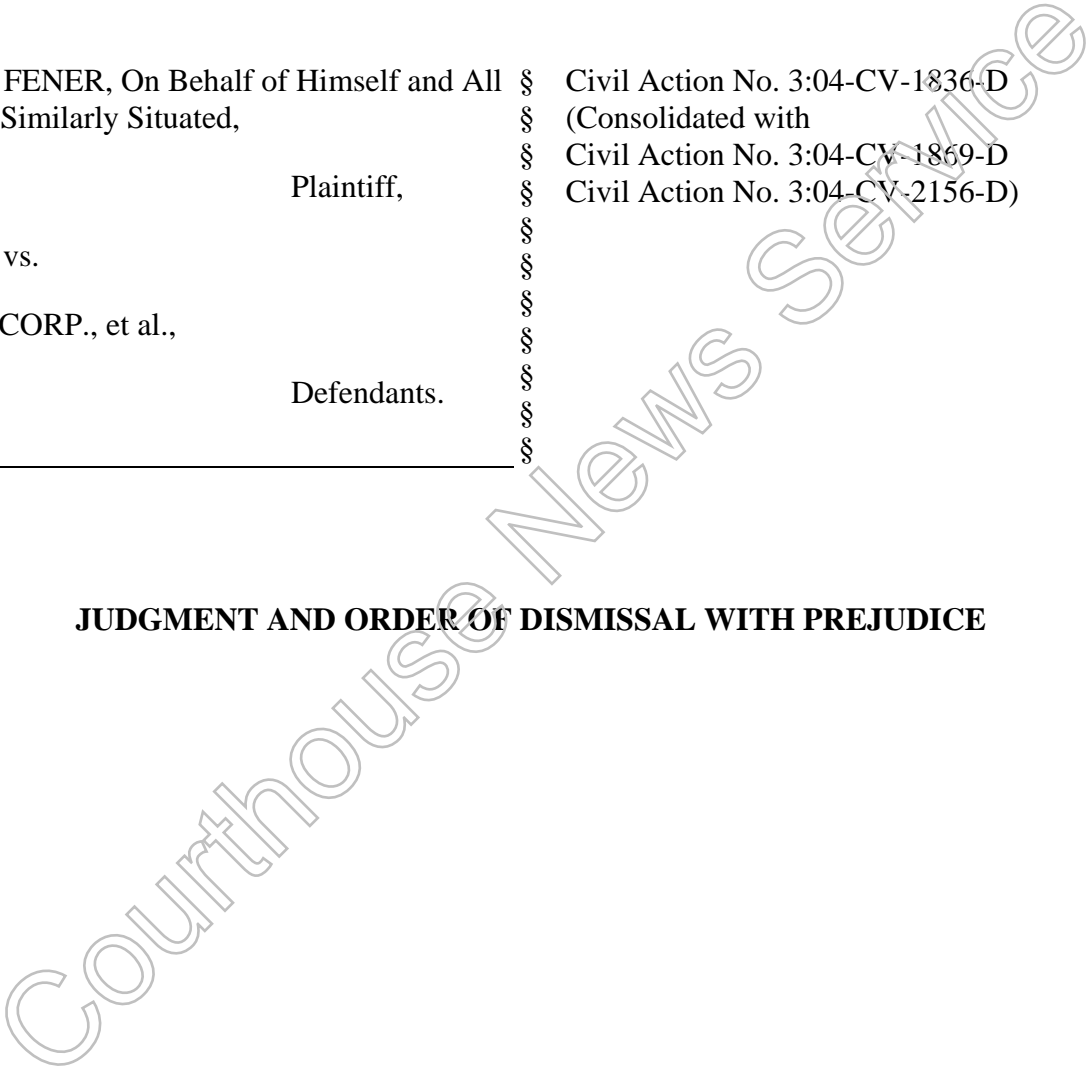 FENER, On Behalf of Himself and All §
Similarly Situated, §
§
Plaintiff, §
§
vs. §
§
CORP., et al., §
§
Defendants. §
§
§
Civil Action No. 3:04-CV-1836-D
(Consolidated with
Civil Action No. 3:04-CV-1869-D
Civil Action No. 3:04-CV-2156-D)
JUDGMENT AND ORDER OF DISMISSAL WITH PREJUDICE
Courthouse News Service